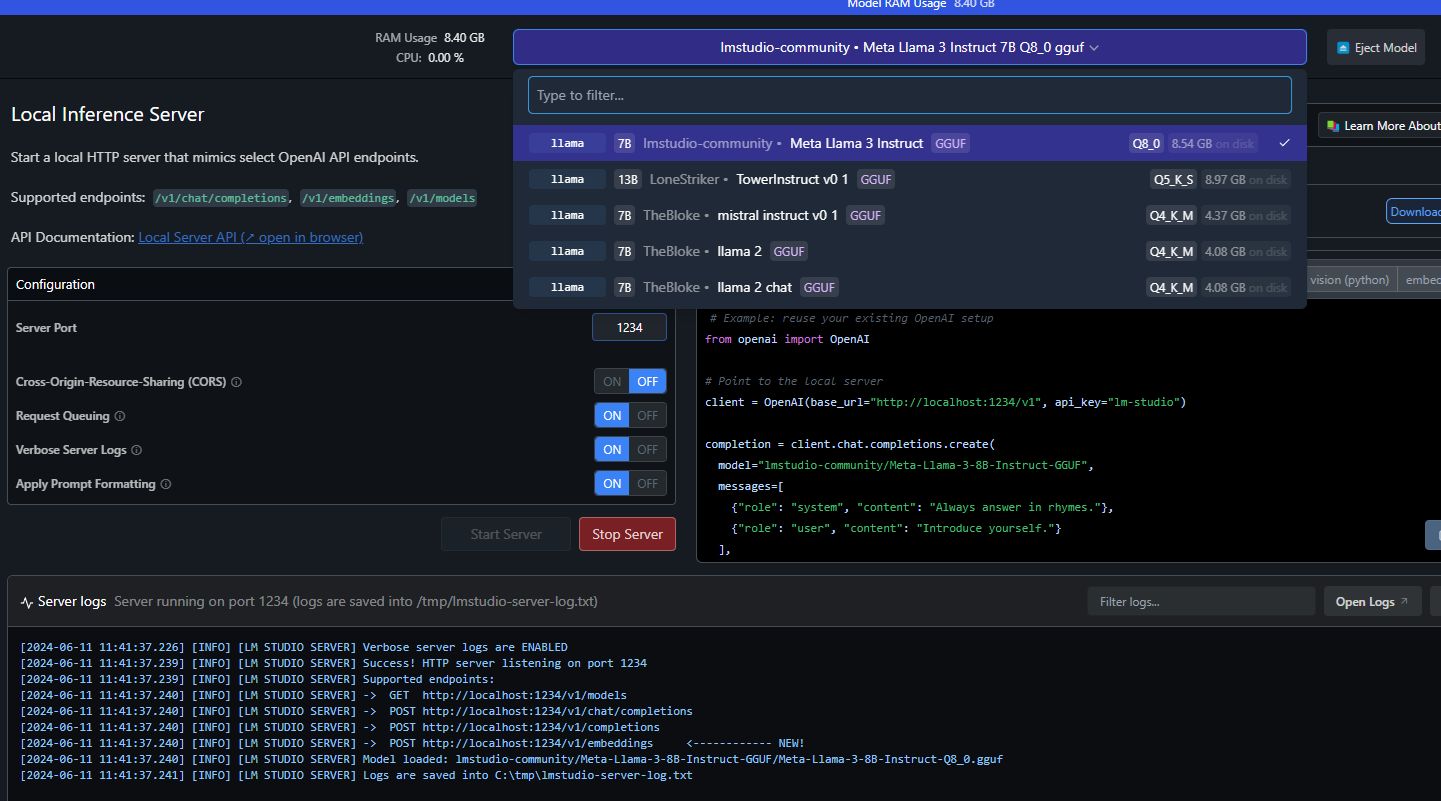 Model RAM Usage 8.40 GB
RAM Usage 8.40 GB
CPU: 0.00 %
lmstudio-community • Meta Llama 3 Instruct 7B Q8_0 gguf
Eject Model
Type to filter...
llama 7B lmstudio-community • Meta Llama 3 Instruct GGUF Q8_0 8.54 GB on disk
llama 13B LoneStriker • TowerInstruct v0 1 GGUF Q5_K_S 8.97 GB on disk
llama 7B TheBloke • mistral instruct v0 1 GGUF Q4_K_M 4.37 GB on disk
llama 7B TheBloke • llama 2 GGUF Q4_K_M 4.08 GB on disk
llama 7B TheBloke • llama 2 chat GGUF Q4_K_M 4.08 GB on disk
Learn More About
Download
vision (python) embed
Local Inference Server
Start a local HTTP server that mimics select OpenAI API endpoints.
Supported endpoints: /v1/chat/completions, /v1/embeddings, /v1/models
API Documentation: Local Server API (↗ open in browser)
Configuration
Server Port 1234
Cross-Origin-Resource-Sharing (CORS) ON OFF
Request Queuing ON OFF
Verbose Server Logs ON OFF
Apply Prompt Formatting ON OFF
Start Server Stop Server
# Example: reuse your existing OpenAI setup
from openai import OpenAI
# Point to the local server
client = OpenAI(base_url="http://localhost:1234/v1", api_key="lm-studio")
completion = client.chat.completions.create(
model="lmstudio-community/Meta-Llama-3-8B-Instruct-GGUF",
messages=[
{"role": "system", "content": "Always answer in rhymes."},
{"role": "user", "content": "Introduce yourself."}
],
Server logs Server running on port 1234 (logs are saved into /tmp/lmstudio-server-log.txt)
Filter logs...
Open Logs ↗
[2024-06-11 11:41:37.226] [INFO] [LM STUDIO SERVER] Verbose server logs are ENABLED
[2024-06-11 11:41:37.239] [INFO] [LM STUDIO SERVER] Success! HTTP server listening on port 1234
[2024-06-11 11:41:37.239] [INFO] [LM STUDIO SERVER] Supported endpoints:
[2024-06-11 11:41:37.240] [INFO] [LM STUDIO SERVER] -> GET http://localhost:1234/v1/models
[2024-06-11 11:41:37.240] [INFO] [LM STUDIO SERVER] -> POST http://localhost:1234/v1/chat/completions
[2024-06-11 11:41:37.240] [INFO] [LM STUDIO SERVER] -> POST http://localhost:1234/v1/completions
[2024-06-11 11:41:37.240] [INFO] [LM STUDIO SERVER] -> POST http://localhost:1234/v1/embeddings <------------ NEW!
[2024-06-11 11:41:37.240] [INFO] [LM STUDIO SERVER] Model loaded: lmstudio-community/Meta-Llama-3-8B-Instruct-GGUF/Meta-Llama-3-8B-Instruct-Q8_0.gguf
[2024-06-11 11:41:37.241] [INFO] [LM STUDIO SERVER] Logs are saved into C:\tmp\lmstudio-server-log.txt